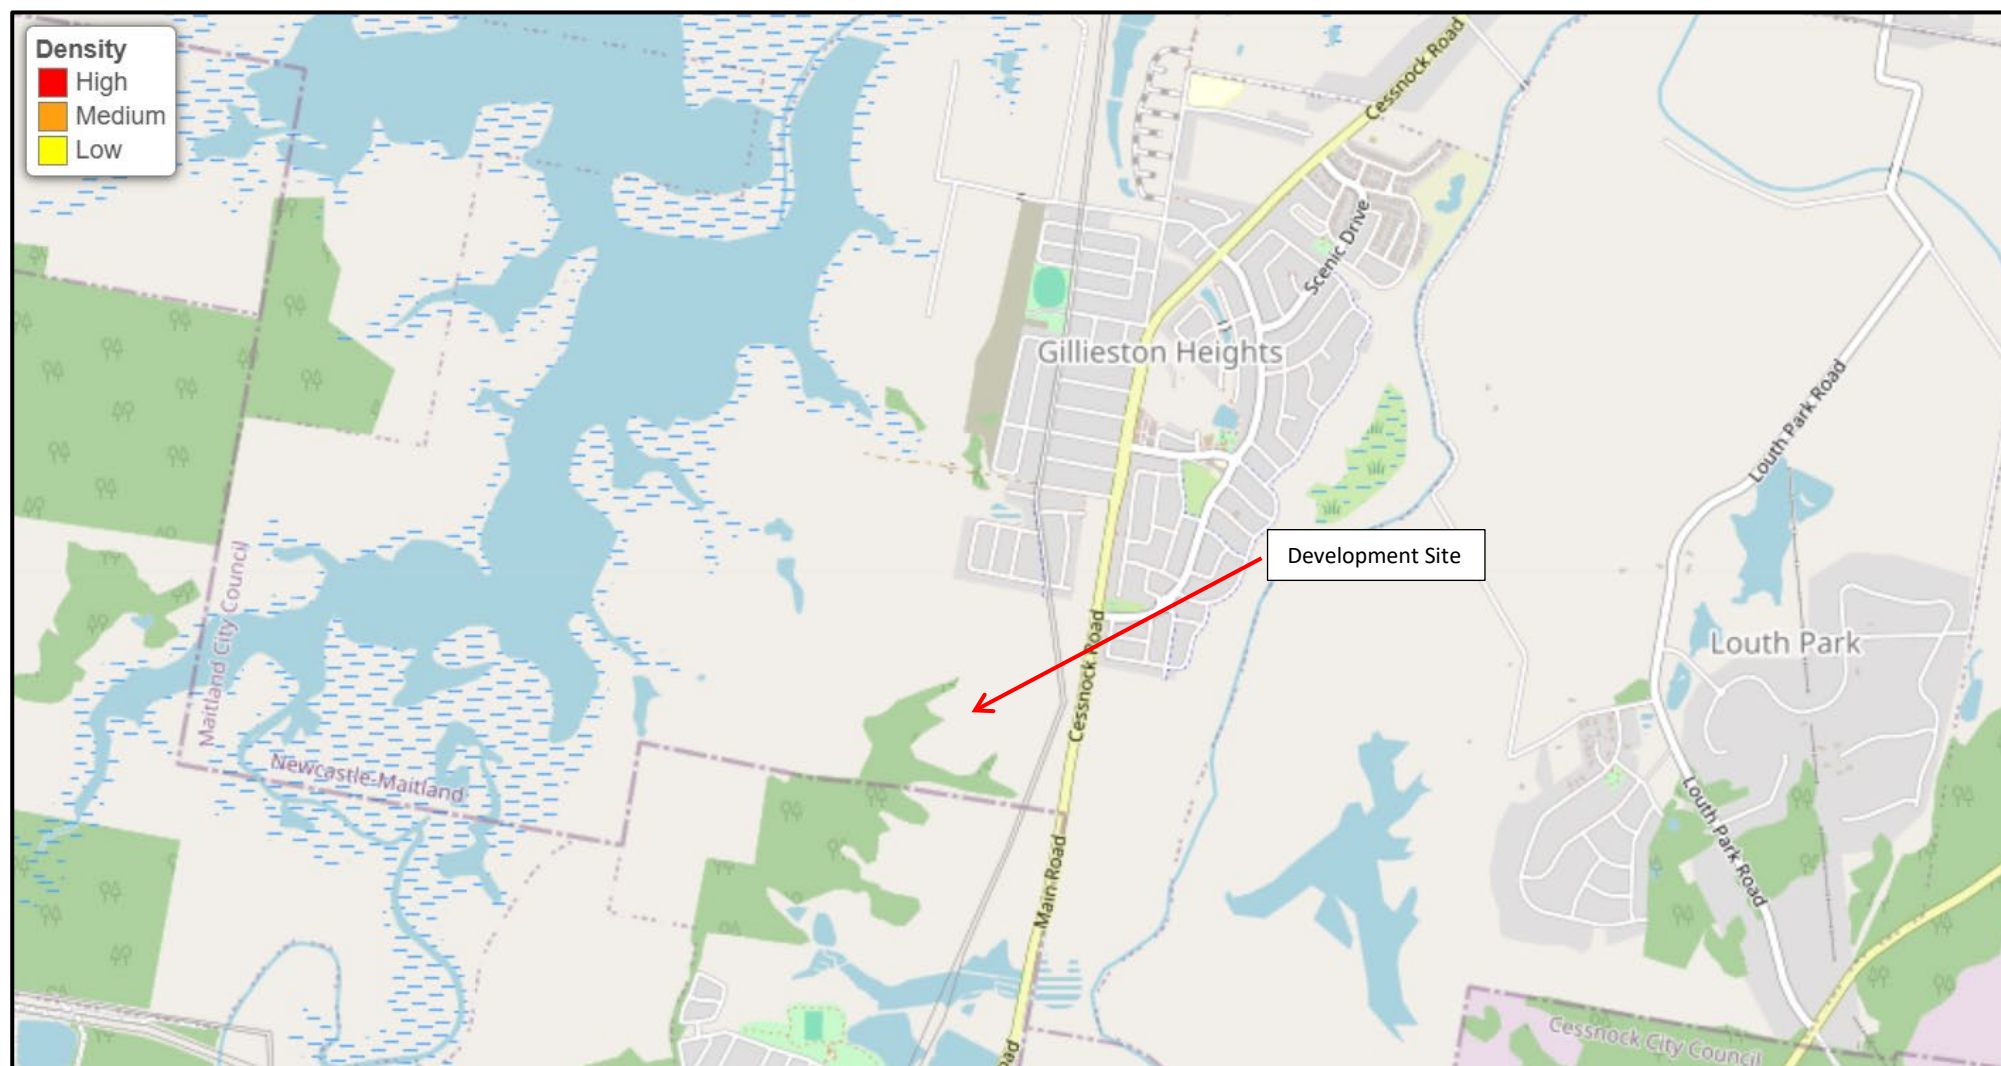 Density
High
Medium
Low
Cessnock Road
Scenic Drive
Gillieston Heights
Louth Park Road
Development Site
Maitland City Council
Newcastle-Maitland
Cessnock Road
Louth Park
Louth Park Road
Main Road
Cessnock City Council